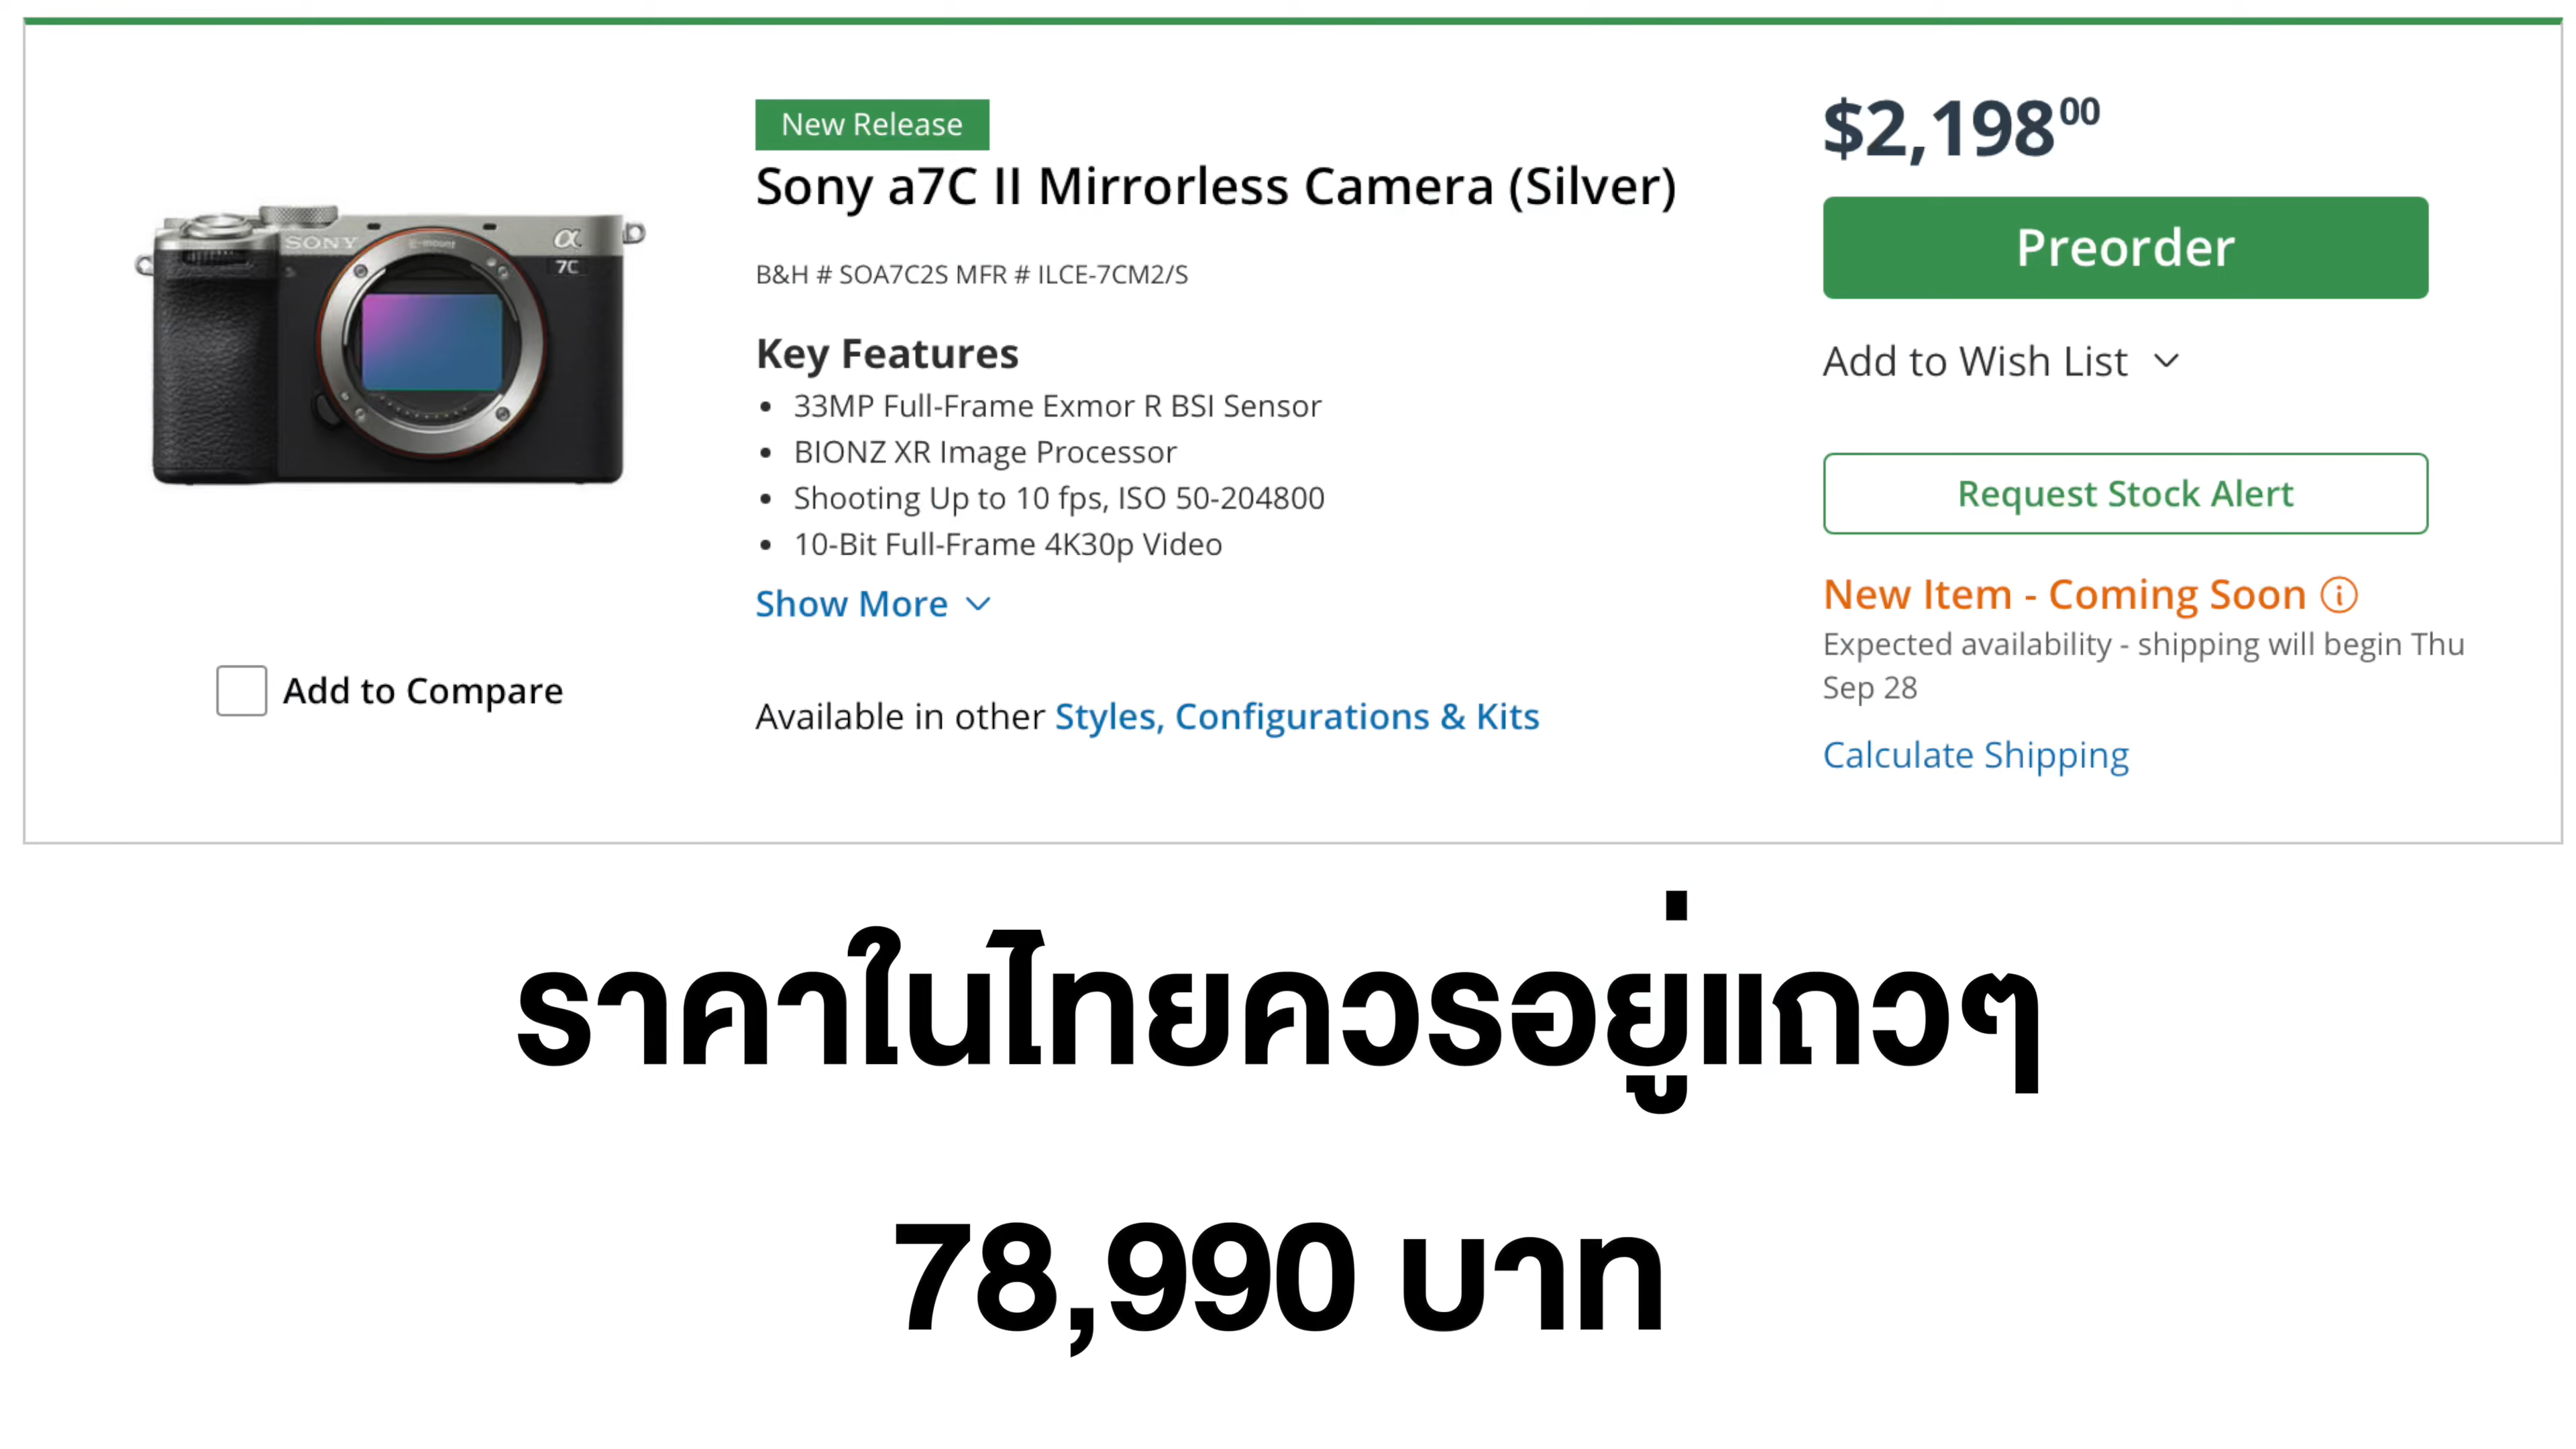 SONY
E-mount
α
7C
New Release
Sony a7C II Mirrorless Camera (Silver)
B&H # SOA7C2S MFR # ILCE-7CM2/S
Key Features
• 33MP Full-Frame Exmor R BSI Sensor
• BIONZ XR Image Processor
• Shooting Up to 10 fps, ISO 50-204800
• 10-Bit Full-Frame 4K30p Video
Show More
Add to Compare
Available in other Styles, Configurations & Kits
$2,198.00
Preorder
Add to Wish List
Request Stock Alert
New Item - Coming Soon
Expected availability - shipping will begin Thu
Sep 28
Calculate Shipping
ราคาในไทยควรอยู่แถวๆ
78,990 บาท